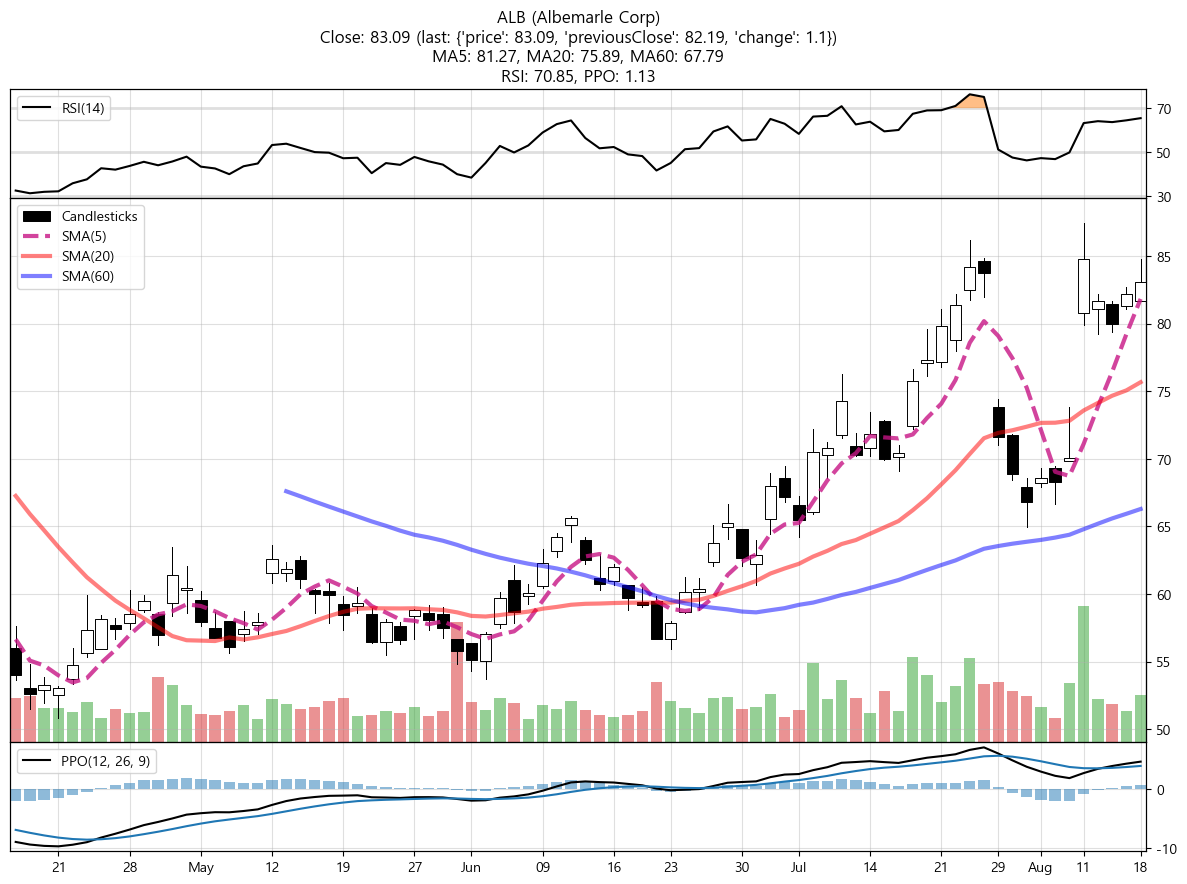 ALB (Albemarle Corp)
Close: 83.09 (last: {'price': 83.09, 'previousClose': 82.19, 'change': 1.1})
MA5: 81.27, MA20: 75.89, MA60: 67.79
RSI: 70.85, PPO: 1.13
RSI(14)
70
50
30
Candlesticks
SMA(5)
SMA(20)
SMA(60)
85
80
75
70
65
60
55
50
PPO(12, 26, 9)
0
-10
21 28 May 12 19 27 Jun 09 16 23 30 Jul 14 21 29 Aug 11 18